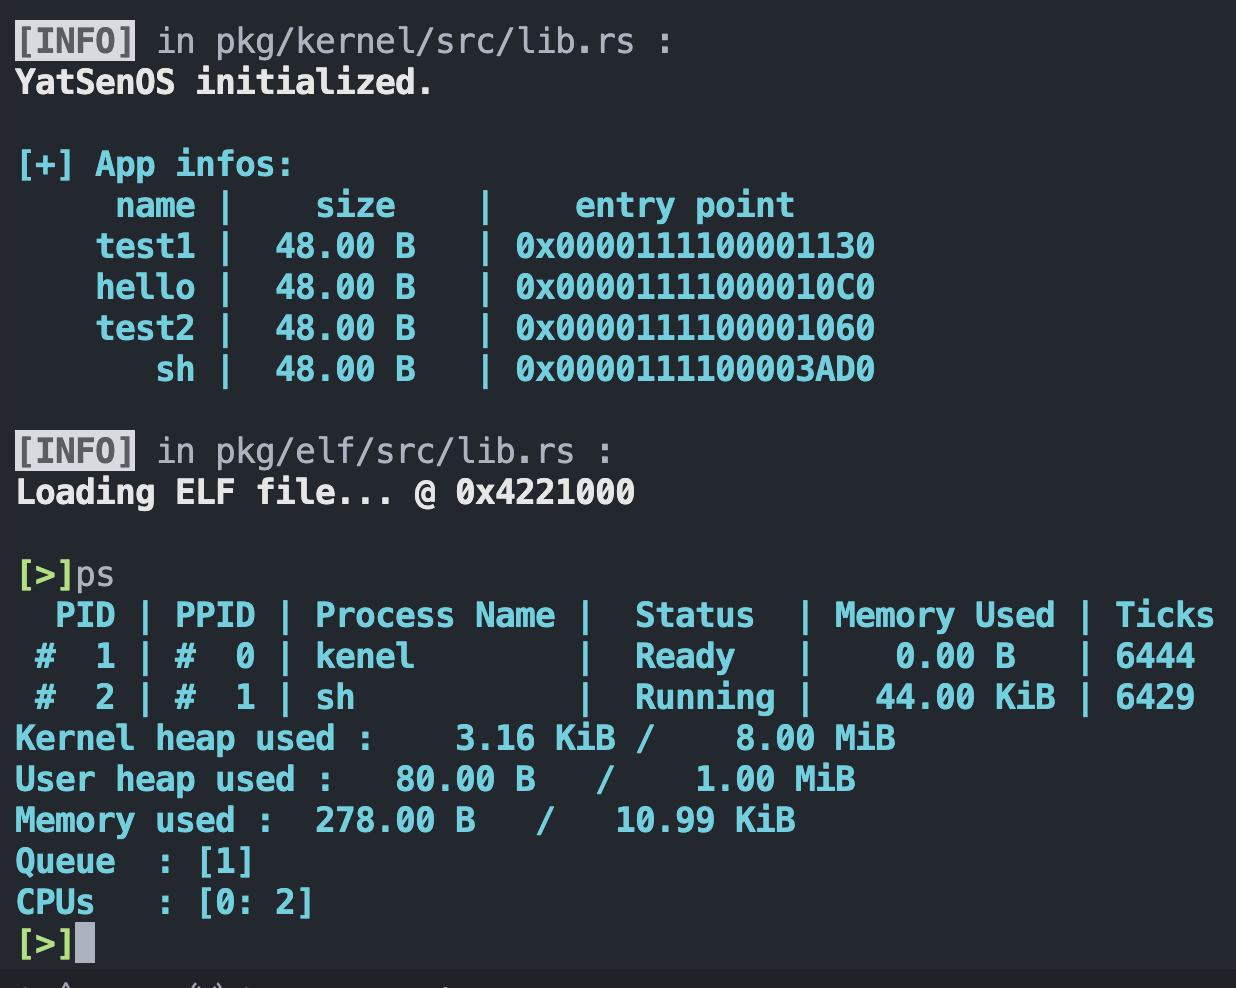 [INFO] in pkg/kernel/src/lib.rs :
YatSenOS initialized.
[+] App infos:
name | size | entry point
test1 | 48.00 B | 0x0000111100001130
hello | 48.00 B | 0x00001111000010C0
test2 | 48.00 B | 0x0000111100001060
sh | 48.00 B | 0x0000111100003AD0
[INFO] in pkg/elf/src/lib.rs :
Loading ELF file... @ 0x4221000
[>]ps
PID | PPID | Process Name | Status | Memory Used | Ticks
# 1 | # 0 | kenel | Ready | 0.00 B | 6444
# 2 | # 1 | sh | Running | 44.00 KiB | 6429
Kernel heap used : 3.16 KiB / 8.00 MiB
User heap used : 80.00 B / 1.00 MiB
Memory used : 278.00 B / 10.99 KiB
Queue : [1]
CPUs : [0: 2]
[>]